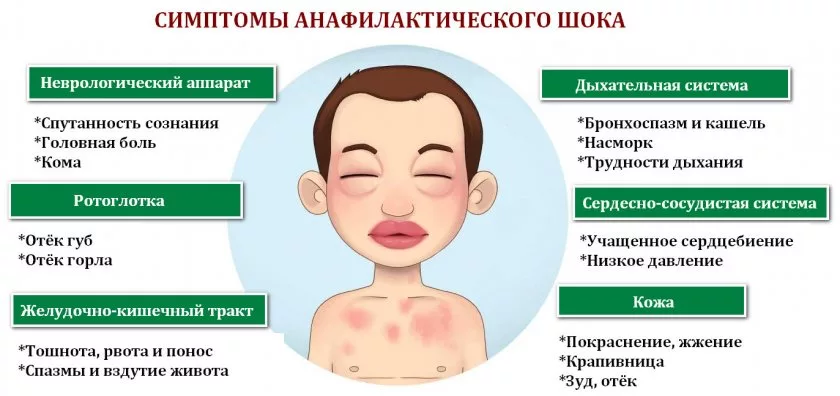 СИМПТОМЫ АНАФИЛАКТИЧЕСКОГО ШОКА
Неврологический аппарат
*Спутанность сознания
*Головная боль
*Кома
Ротоглотка
*Отёк губ
*Отёк горла
Желудочно-кишечный тракт
*Тошнота, рвота и понос
*Спазмы и вздутие живота
Дыхательная система
*Бронхоспазм и кашель
*Насморк
*Трудности дыхания
Сердесно-сосудистая система
*Учащенное сердцебиение
*Низкое давление
Кожа
*Покраснение, жжение
*Крапивница
*Зуд, отёк